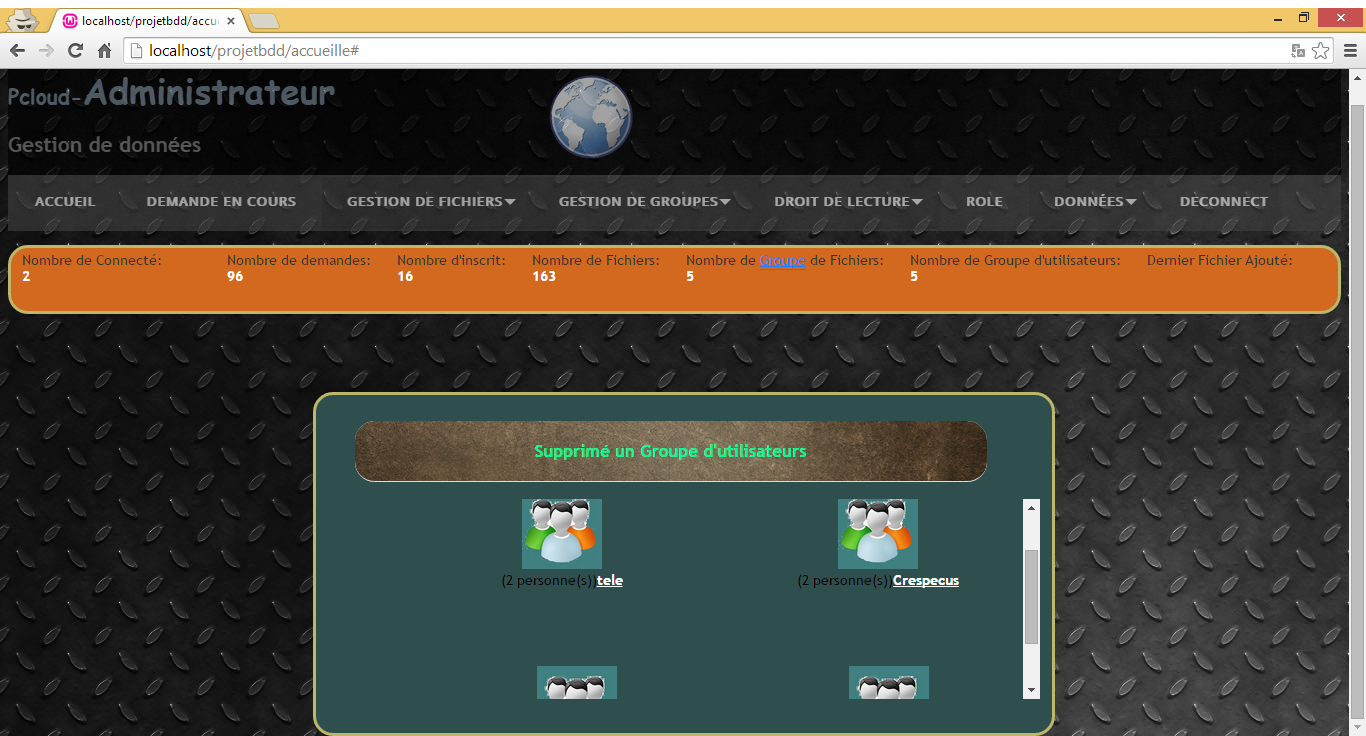 localhost/projetbdd/accu
localhost/projetbdd/accueille#
Pcloud-Administrateur
Gestion de données
ACCUEIL DEMANDE EN COURS GESTION DE FICHIERS GESTION DE GROUPES DROIT DE LECTURE ROLE DONNÉES DECONNECT
Nombre de Connecté: Nombre de demandes: Nombre d'inscrit: Nombre de Fichiers: Nombre de Groupe de Fichiers: Nombre de Groupe d'utilisateurs: Dernier Fichier Ajouté:
2 96 16 163 5 5
Supprimé un Groupe d'utilisateurs
(2 personne(s))tele (2 personne(s))Crespecus